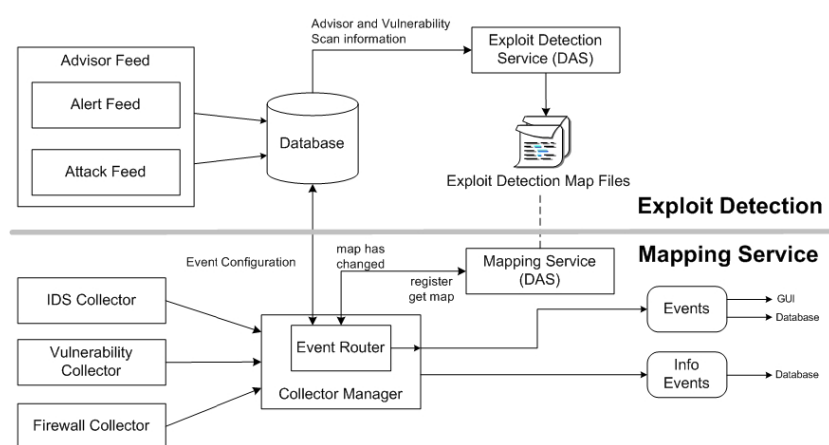 Advisor and Vulnerability
Scan information
Advisor Feed
Alert Feed
Attack Feed
Database
Exploit Detection
Service (DAS)
Exploit Detection Map Files
Exploit Detection
Mapping Service
Event Configuration
map has
changed
register
get map
Mapping Service
(DAS)
IDS Collector
Vulnerability
Collector
Firewall Collector
Event Router
Collector Manager
Events
GUI
Database
Info
Events
Database